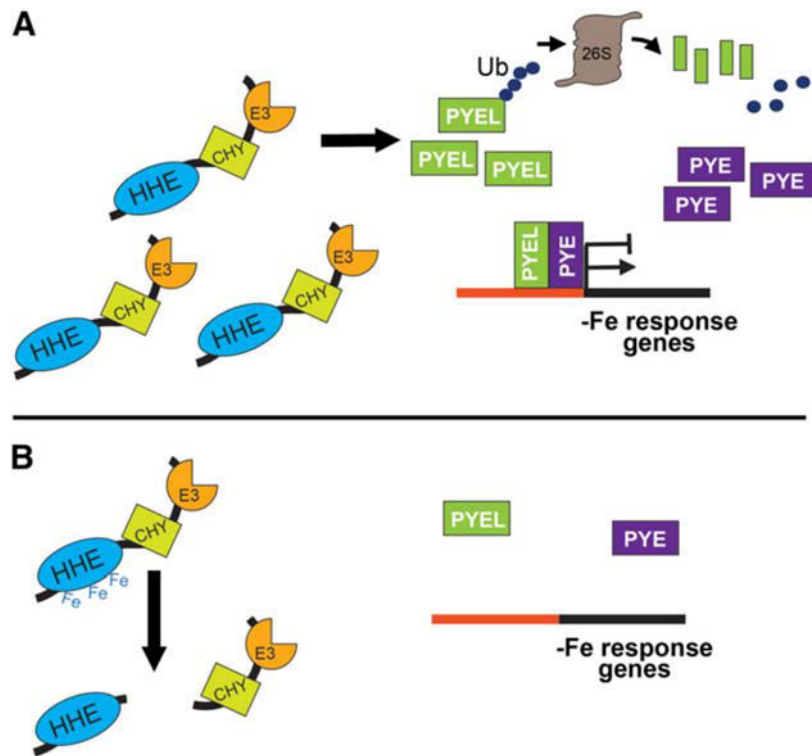 A
E3
CHY
HHE
Ub
26S
PYEL
PYEL
PYEL
PYE
PYE
PYE
E3
CHY
HHE
E3
CHY
HHE
PYEL
PYE
-Fe response
genes
B
E3
CHY
HHE
Fe
Fe
Fe
PYEL
PYE
HHE
E3
CHY
-Fe response
genes